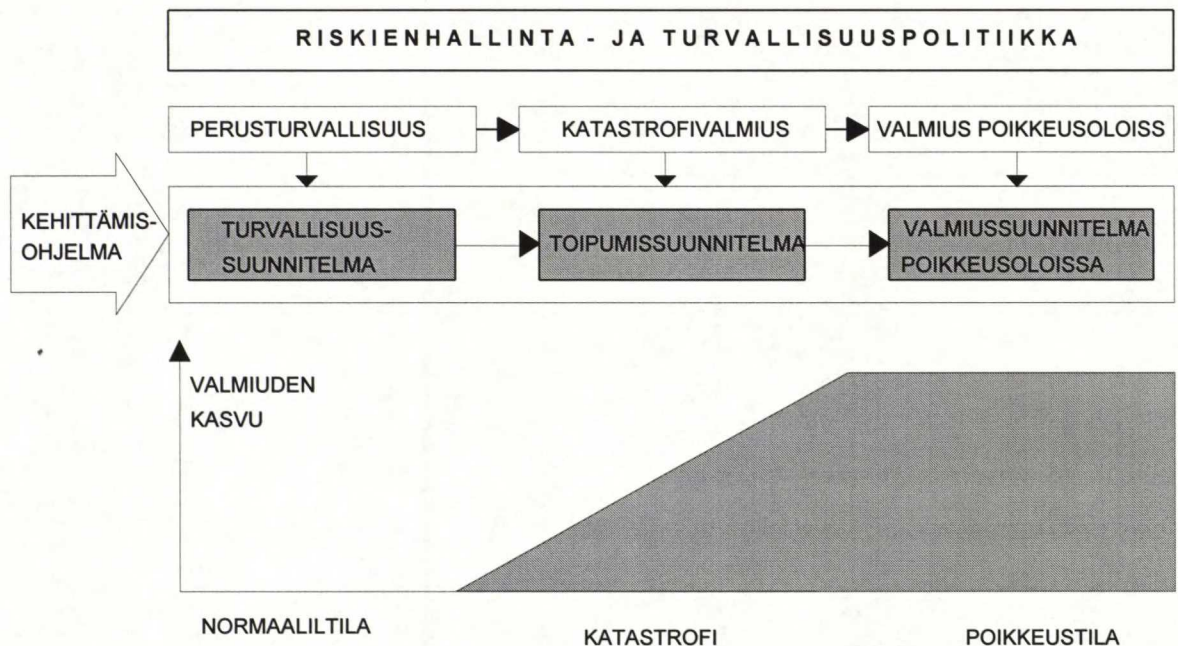 RISKIENHALLINTA - JA TURVALLISUUSPOLITIIKKA
PERUSTURVALLISUUS
KATASTROFIVALMIUS
VALMIUS POIKKEUSOLOISS
KEHITTÄMIS-
OHJELMA
TURVALLISUUS-
SUUNNITELMA
TOIPUMISSUUNNITELMA
VALMIUSSUUNNITELMA
POIKKEUSOLOISSA
VALMIUDEN
KASVU
NORMAALILTILA
KATASTROFI
POIKKEUSTILA